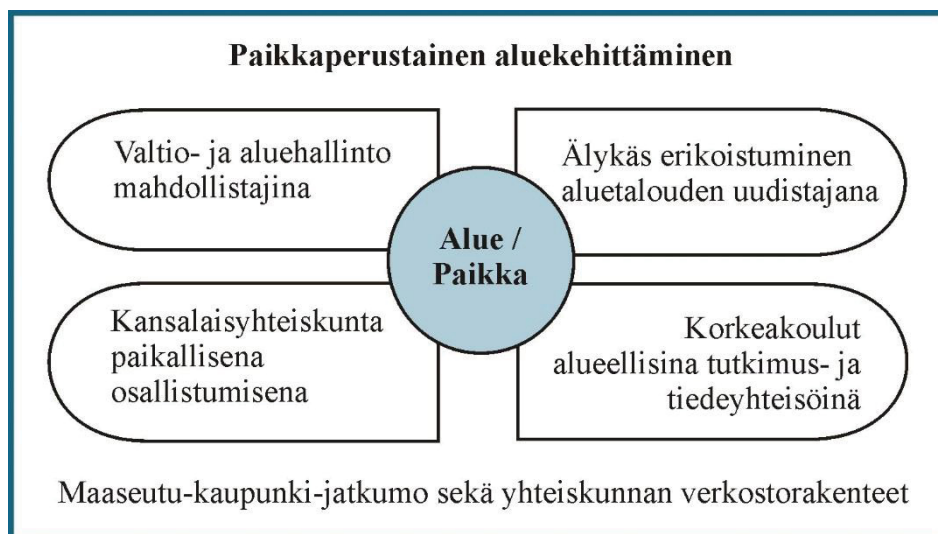 Paikkaperustainen aluekehittäminen
Valtio- ja aluehallinto
mahdollistajina
Älykäs erikoistuminen
aluetalouden uudistajana
Alue /
Paikka
Kansalaisyhteiskunta
paikallisena
osallistumisena
Korkeakoulut
alueellisina tutkimus- ja
tiedeyhteisöinä
Maaseutu-kaupunki-jatkumo sekä yhteiskunnan verkostorakenteet